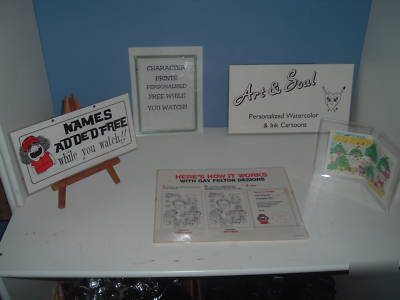 NAMES
ADDED FREE
while you watch!!
CHARACTER
PRINTS
PERSONALIZED
FREE WHILE
YOU WATCH!!
Art & Soul
Personalized Watercolor
& Ink Cartoons
HERE'S HOW IT WORKS
WITH GAY FELTON DESIGNS